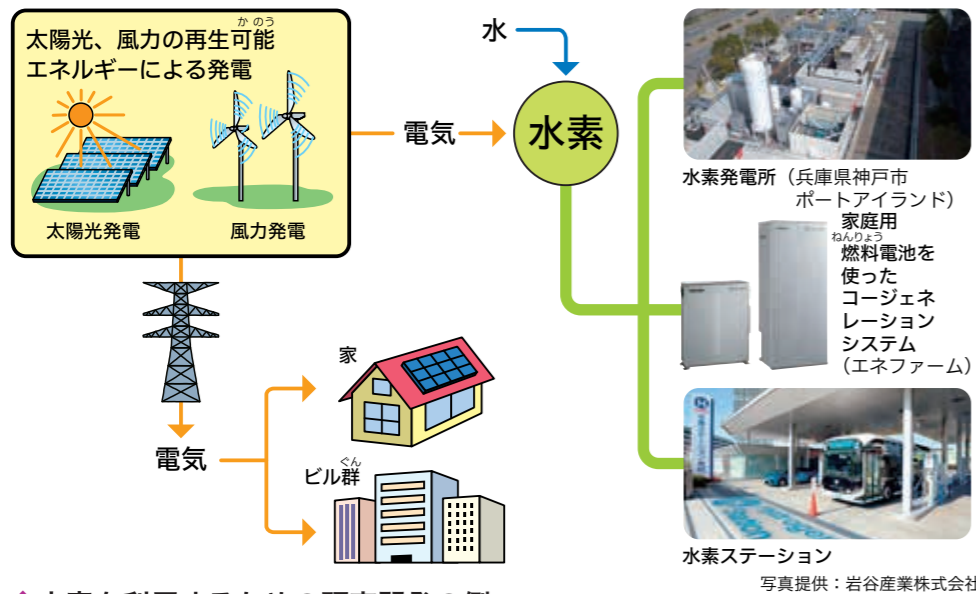 太陽光、風力の再生可能
かのう
エネルギーによる発電
太陽光発電
風力発電
水
電気
水素
電気
家
ビル群
ぐん
水素発電所（兵庫県神戸市
ポートアイランド）
家庭用
ねんりょう
燃料電池を
使った
コージェネ
レーション
システム
（エネファーム）
水素ステーション
写真提供：岩谷産業株式会社